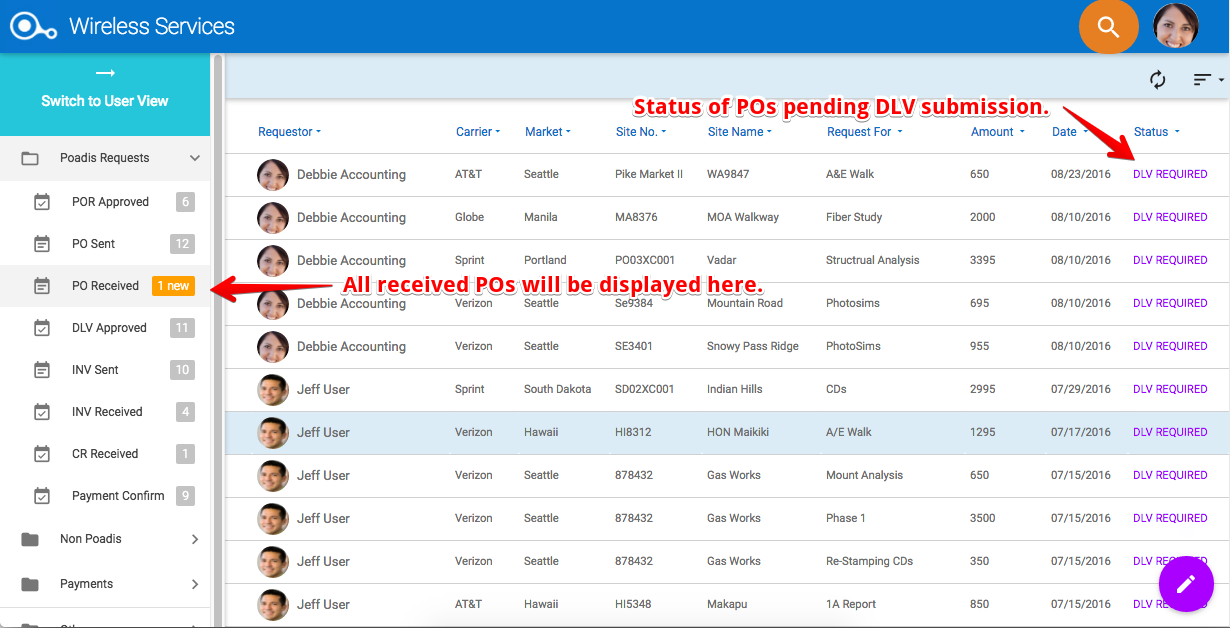 Wireless Services
Switch to User View
Poadis Requests
POR Approved 6
PO Sent 12
PO Received 1 new
DLV Approved 11
INV Sent 10
INV Received 4
CR Received 1
Payment Confirm 9
Non Poadis
Payments
Status of POs pending DLV submission.
Requestor Carrier Market Site No. Site Name Request For Amount Date Status
Debbie Accounting AT&T Seattle Pike Market II WA9847 A&E Walk 650 08/23/2016 DLV REQUIRED
Debbie Accounting Globe Manila MA8376 MOA Walkway Fiber Study 2000 08/10/2016 DLV REQUIRED
Debbie Accounting Sprint Portland PO03XC001 Vadar Structrual Analysis 3395 08/10/2016 DLV REQUIRED
All received POs will be displayed here.
Debbie Accounting Verizon Seattle Se9384 Mountain Road Photosims 695 08/10/2016 DLV REQUIRED
Debbie Accounting Verizon Seattle SE3401 Snowy Pass Ridge PhotoSims 955 08/10/2016 DLV REQUIRED
Jeff User Sprint South Dakota SD02XC001 Indian Hills CDs 2995 07/29/2016 DLV REQUIRED
Jeff User Verizon Hawaii HI8312 HON Maikiki A/E Walk 1295 07/17/2016 DLV REQUIRED
Jeff User Verizon Seattle 878432 Gas Works Mount Analysis 650 07/15/2016 DLV REQUIRED
Jeff User Verizon Seattle 878432 Gas Works Phase 1 3500 07/15/2016 DLV REQUIRED
Jeff User Verizon Seattle 878432 Gas Works Re-Stamping CDs 350 07/15/2016 DLV
Jeff User AT&T Hawaii HI5348 Makapu 1A Report 850 07/15/2016 DLV